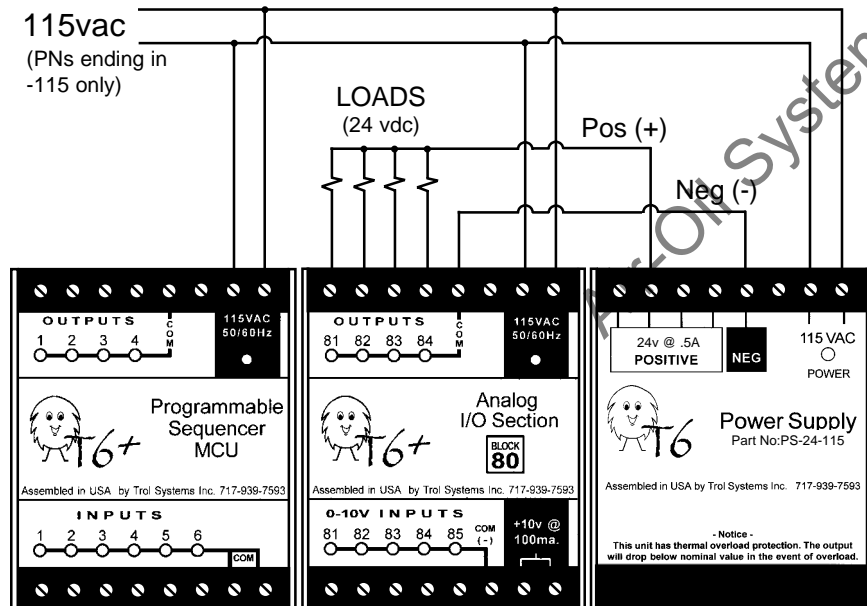 115vac
(PNs ending in
-115 only)
LOADS
(24 vdc)
Pos (+)
Neg (-)
Air-Oil System
OUTPUTS
1 2 3 4
COM
115VAC
50/60Hz
T6+
Programmable
Sequencer
MCU
Assembled in USA by Trol Systems Inc. 717-939-7593
INPUTS
1 2 3 4 5 6
COM
OUTPUTS
81 82 83 84
COM
115VAC
50/60Hz
T6+
Analog
I/O Section
BLOCK
80
Assembled in USA by Trol Systems Inc. 717-939-7593
0-10V INPUTS
81 82 83 84 85
COM
(-)
+10v @
100ma.
24v @ .5A
POSITIVE
NEG
115 VAC
POWER
T6
Power Supply
Part No:PS-24-115
Assembled in USA by Trol Systems Inc. 717-939-7593
- Notice -
This unit has thermal overload protection. The output
will drop below nominal value in the event of overload.